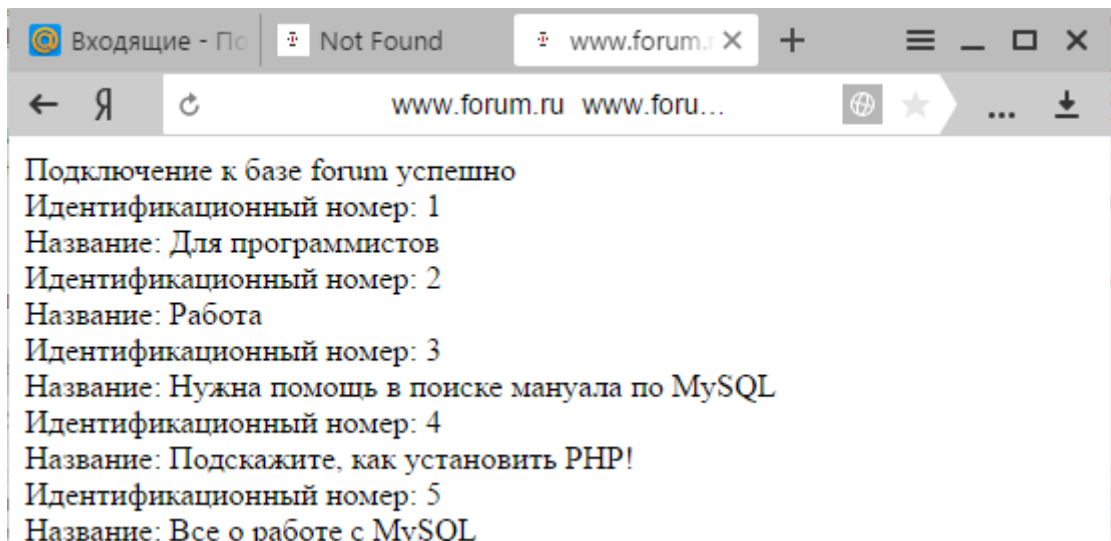 Входящие - По
Not Found
www.forum.r
Я
www.forum.ru www.foru...
Подключение к базе forum успешно
Идентификационный номер: 1
Название: Для программистов
Идентификационный номер: 2
Название: Работа
Идентификационный номер: 3
Название: Нужна помощь в поиске мануала по MySQL
Идентификационный номер: 4
Название: Подскажите, как установить PHP!
Идентификационный номер: 5
Название: Все о работе с MySQL